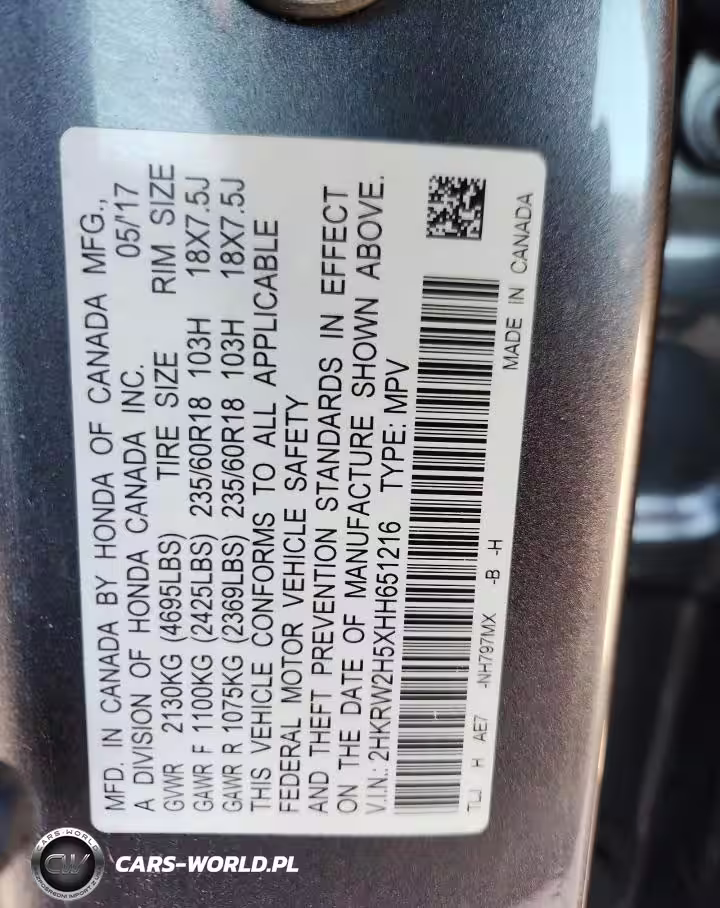 MFD. IN CANADA BY HONDA OF CANADA MFG.,
A DIVISION OF HONDA CANADA INC. 05/'17
GVWR 2130KG (4695LBS) TIRE SIZE RIM SIZE
GAWR F 1100KG (2425LBS) 235/60R18 103H 18X7.5J
GAWR R 1075KG (2369LBS) 235/60R18 103H 18X7.5J
THIS VEHICLE CONFORMS TO ALL APPLICABLE
FEDERAL MOTOR VEHICLE SAFETY
AND THEFT PREVENTION STANDARDS IN EFFECT
ON THE DATE OF MANUFACTURE SHOWN ABOVE.
V.I.N.: 2HKRW2H5XHH651216 TYPE: MPV
TLJ H AE7 -NH797MX -B -H
MADE IN CANADA
CARS-WORLD
CW
CARS-WORLD.PL